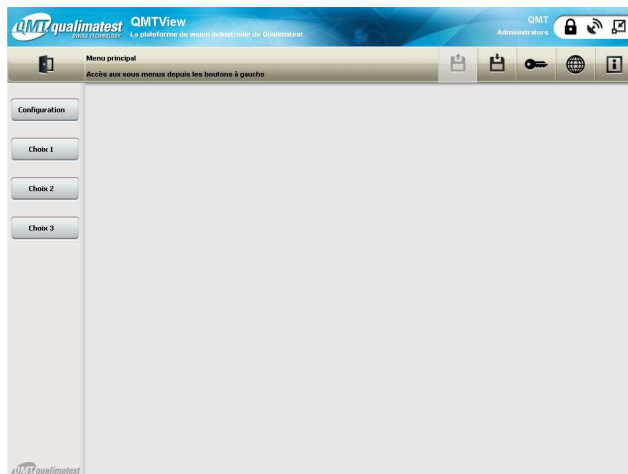 QMT qualimatest
SWISS TECHNOLOGY
QMTView
La plateforme de vision industrielle de Qualimatest
QMT
Administrators
Menu principal
Accès aux sous menus depuis les boutons à gauche
Configuration
Choix 1
Choix 2
Choix 3
QMT qualimatest